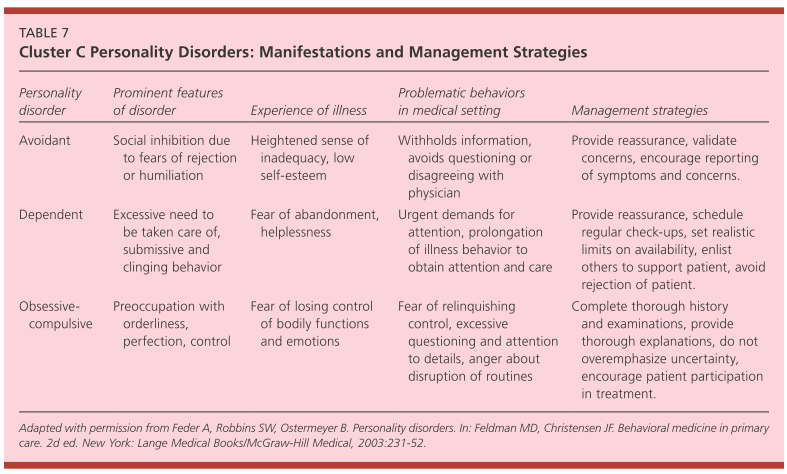 TABLE 7
Cluster C Personality Disorders: Manifestations and Management Strategies
Personality disorder
Prominent features of disorder
Experience of illness
Problematic behaviors in medical setting
Management strategies
Avoidant
Social inhibition due
to fears of rejection
or humiliation
Heightened sense of
inadequacy, low
self-esteem
Withholds information,
avoids questioning or
disagreeing with
physician
Provide reassurance, validate
concerns, encourage reporting
of symptoms and concerns.
Dependent
Excessive need to
be taken care of,
submissive and
clinging behavior
Fear of abandonment,
helplessness
Urgent demands for
attention, prolongation
of illness behavior to
obtain attention and care
Provide reassurance, schedule
regular check-ups, set realistic
limits on availability, enlist
others to support patient, avoid
rejection of patient.
Obsessive-
compulsive
Preoccupation with
orderliness,
perfection, control
Fear of losing control
of bodily functions
and emotions
Fear of relinquishing
control, excessive
questioning and attention
to details, anger about
disruption of routines
Complete thorough history
and examinations, provide
thorough explanations, do not
overemphasize uncertainty,
encourage patient participation
in treatment.
Adapted with permission from Feder A, Robbins SW, Ostermeyer B. Personality disorders. In: Feldman MD, Christensen JF. Behavioral medicine in primary
care. 2d ed. New York: Lange Medical Books/McGraw-Hill Medical, 2003:231-52.